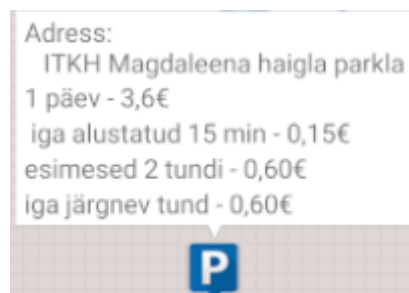 Adress:
ITKH Magdaleena haigla parkla
1 päev - 3,6€
iga alustatud 15 min - 0,15€
esimesed 2 tundi - 0,60€
iga järgnev tund - 0,60€
P